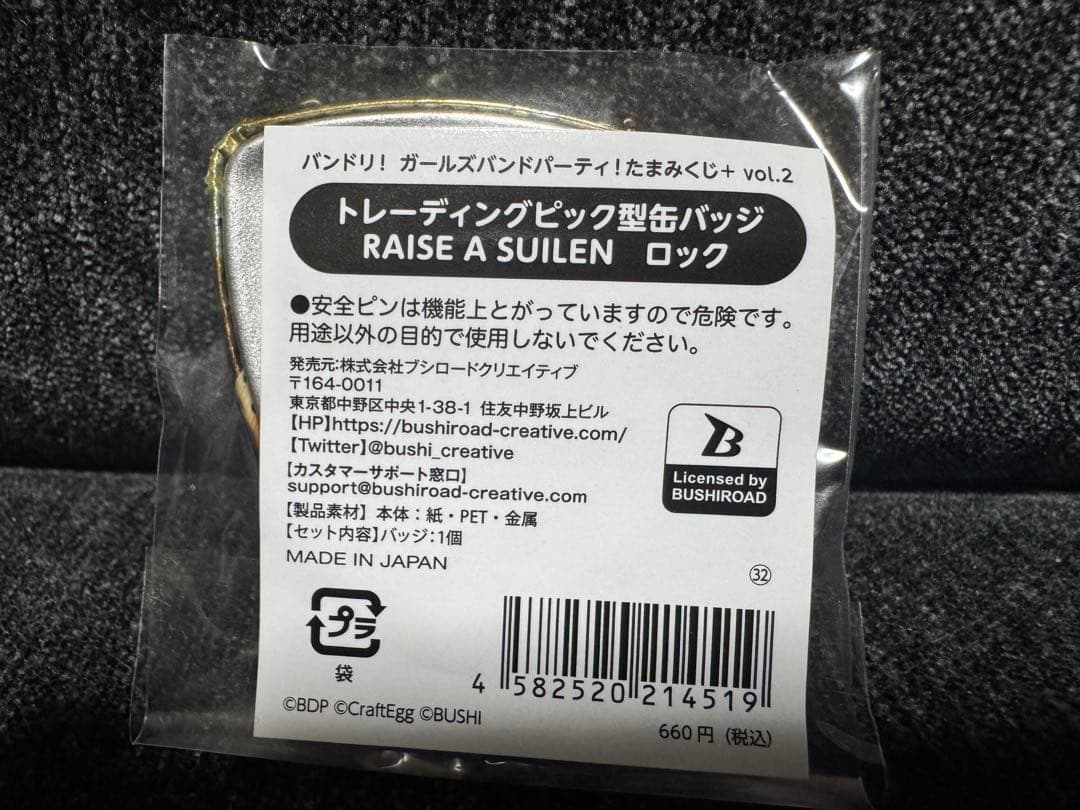 バンドリ！ ガールズバンドパーティ！たまみくじ＋ vol.2
トレーディングピック型缶バッジ
RAISE A SUILEN ロック
●安全ピンは機能上とがっていますので危険です。
用途以外の目的で使用しないでください。
発売元:株式会社ブシロードクリエイティブ
〒164-0011
東京都中野区中央1-38-1 住友中野坂上ビル
【HP】https://bushiroad-creative.com/
【Twitter】@bushi_creative
【カスタマーサポート窓口】
support@bushiroad-creative.com
【製品素材】本体：紙・PET・金属
【セット内容】バッジ：1個
MADE IN JAPAN
B
Licensed by
BUSHIROAD
㉜
プラ
袋
4 582520 214519
©BDP ©CraftEgg ©BUSHI
660円（税込）